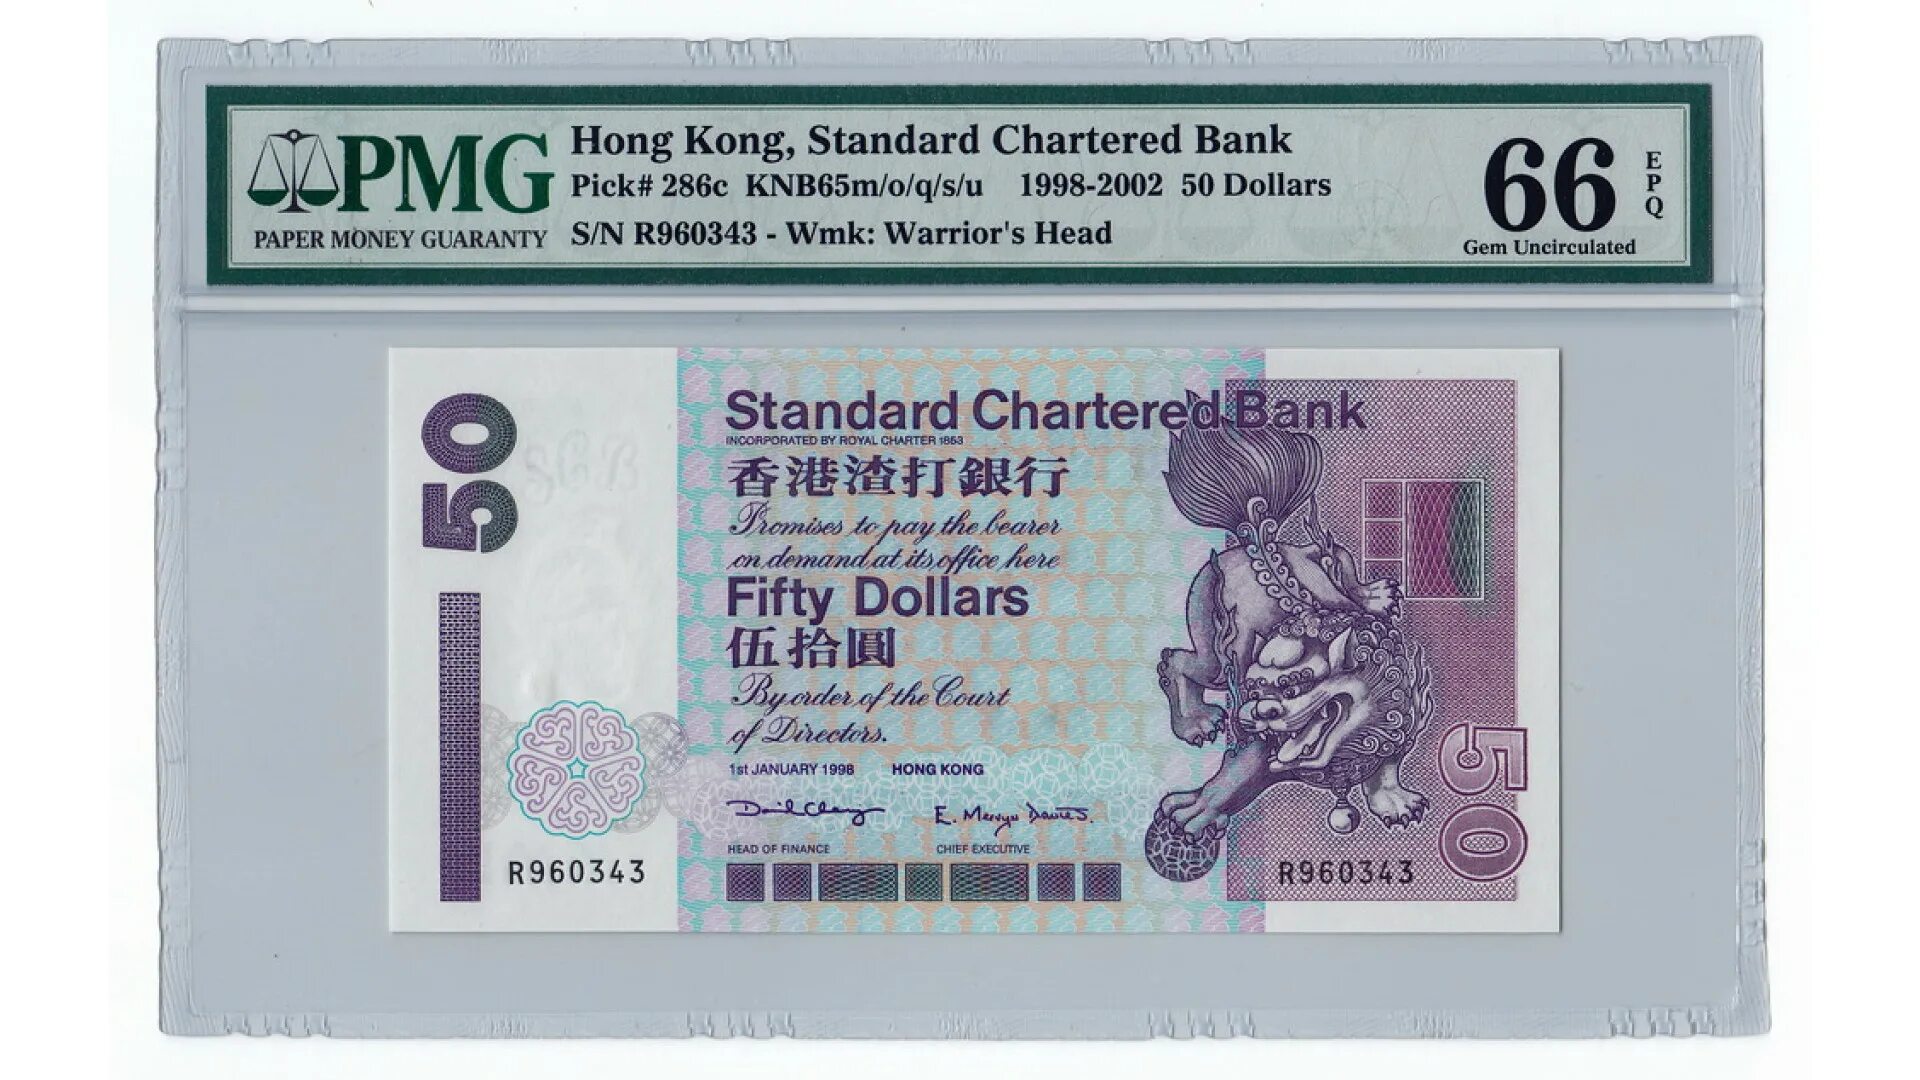 PMG
PAPER MONEY GUARANTY
Hong Kong, Standard Chartered Bank
Pick# 286c KNB65m/o/q/s/u 1998-2002 50 Dollars
S/N R960343 - Wmk: Warrior's Head
66
EPQ
Gem Uncirculated
50
SCB
Standard Chartered Bank
INCORPORATED BY ROYAL CHARTER 1853
香港渣打銀行
Promises to pay the bearer
on demand at its office here
Fifty Dollars
伍拾圓
By order of the Court
of Directors.
1st JANUARY 1998 HONG KONG
E. Mervyn Davies.
HEAD OF FINANCE CHIEF EXECUTIVE
R960343
R960343
50